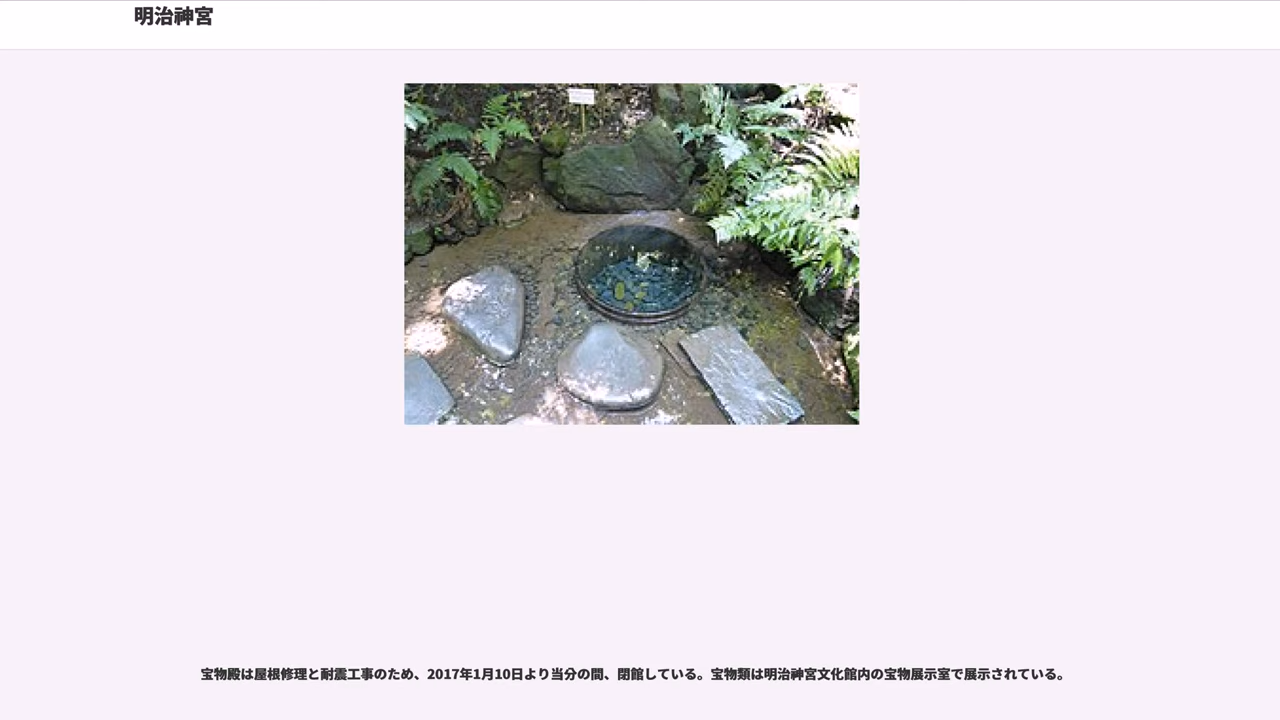 明治神宮
宝物殿は屋根修理と耐震工事のため、2017年1月10日より当分の間、閉館している。宝物類は明治神宮文化館内の宝物展示室で展示されている。